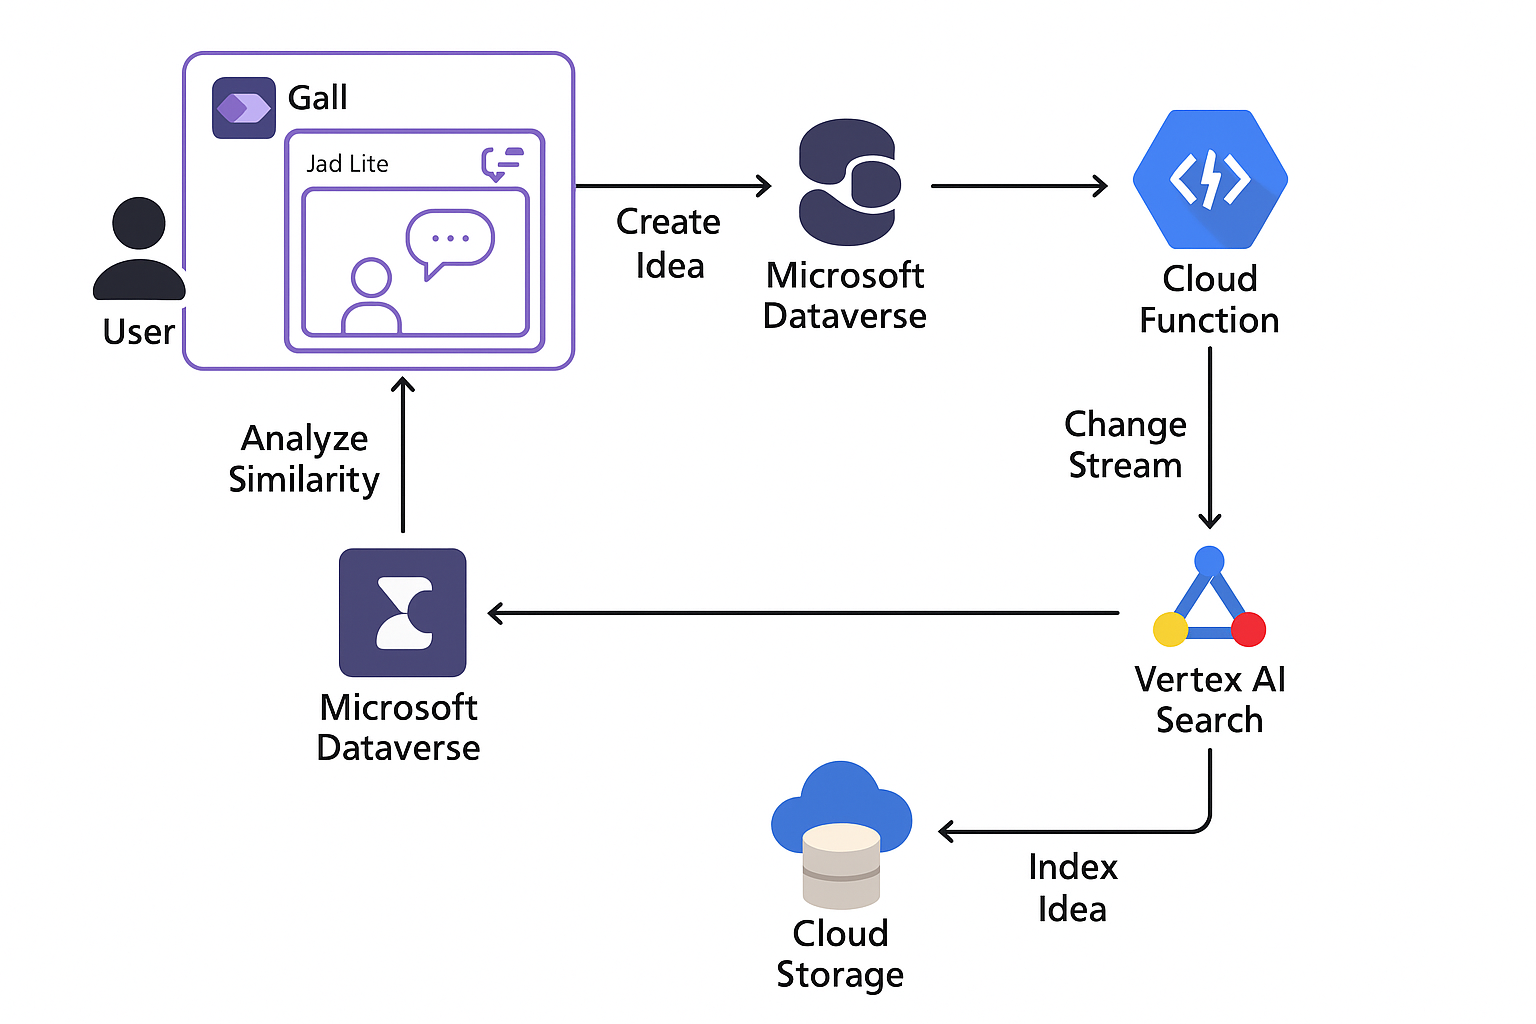 Gall
Jad Lite
User
Create
Idea
Microsoft
Dataverse
Cloud
Function
Change
Stream
Analyze
Similarity
Microsoft
Dataverse
Vertex AI
Search
Index
Idea
Cloud
Storage